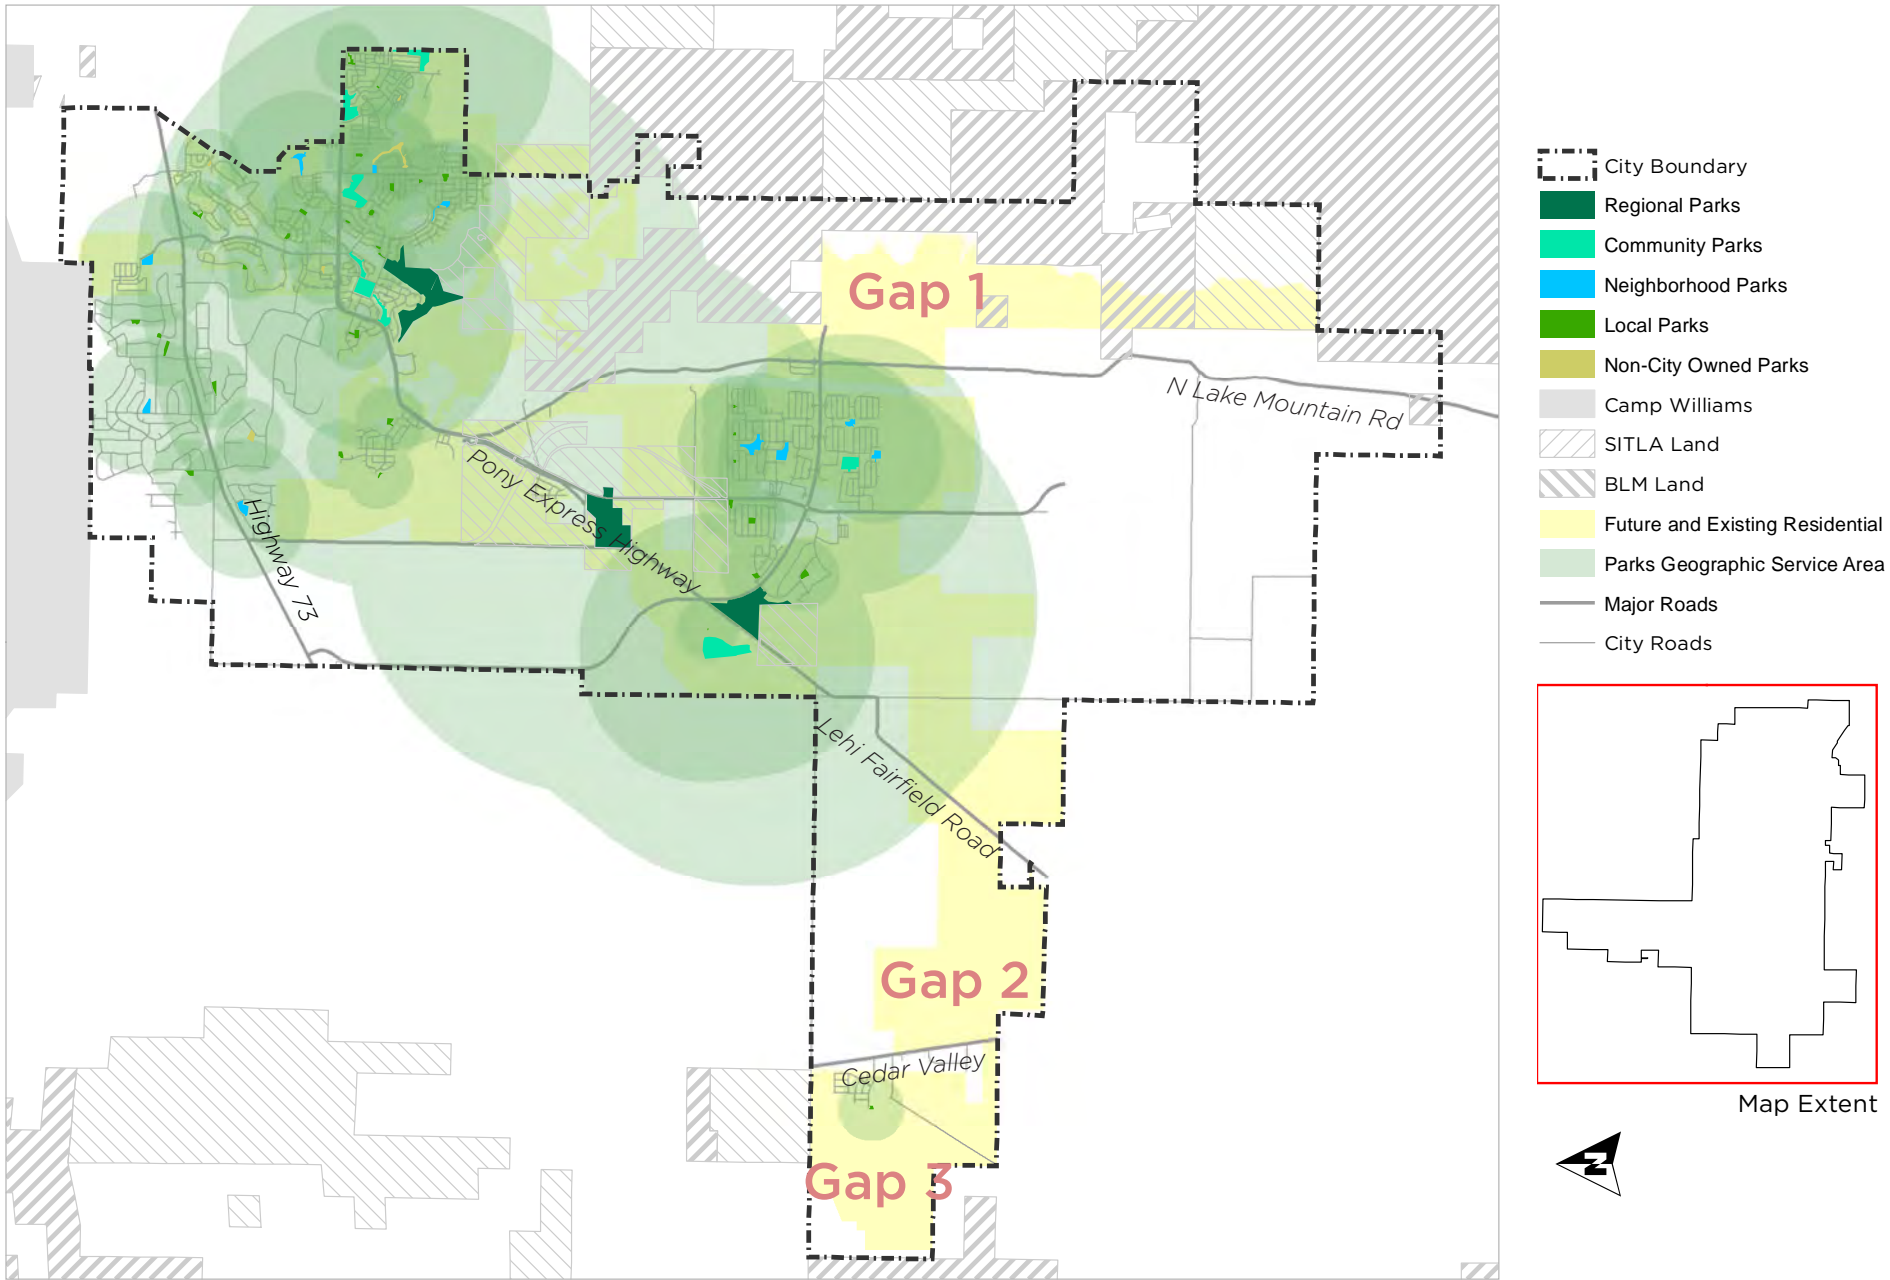 Gap 1
N Lake Mountain Rd
Pony Express Highway
Highway 73
Lehi Fairfield Road
Gap 2
Cedar Valley
Gap 3
City Boundary
Regional Parks
Community Parks
Neighborhood Parks
Local Parks
Non-City Owned Parks
Camp Williams
SITLA Land
BLM Land
Future and Existing Residential
Parks Geographic Service Area
Major Roads
City Roads
Map Extent
N